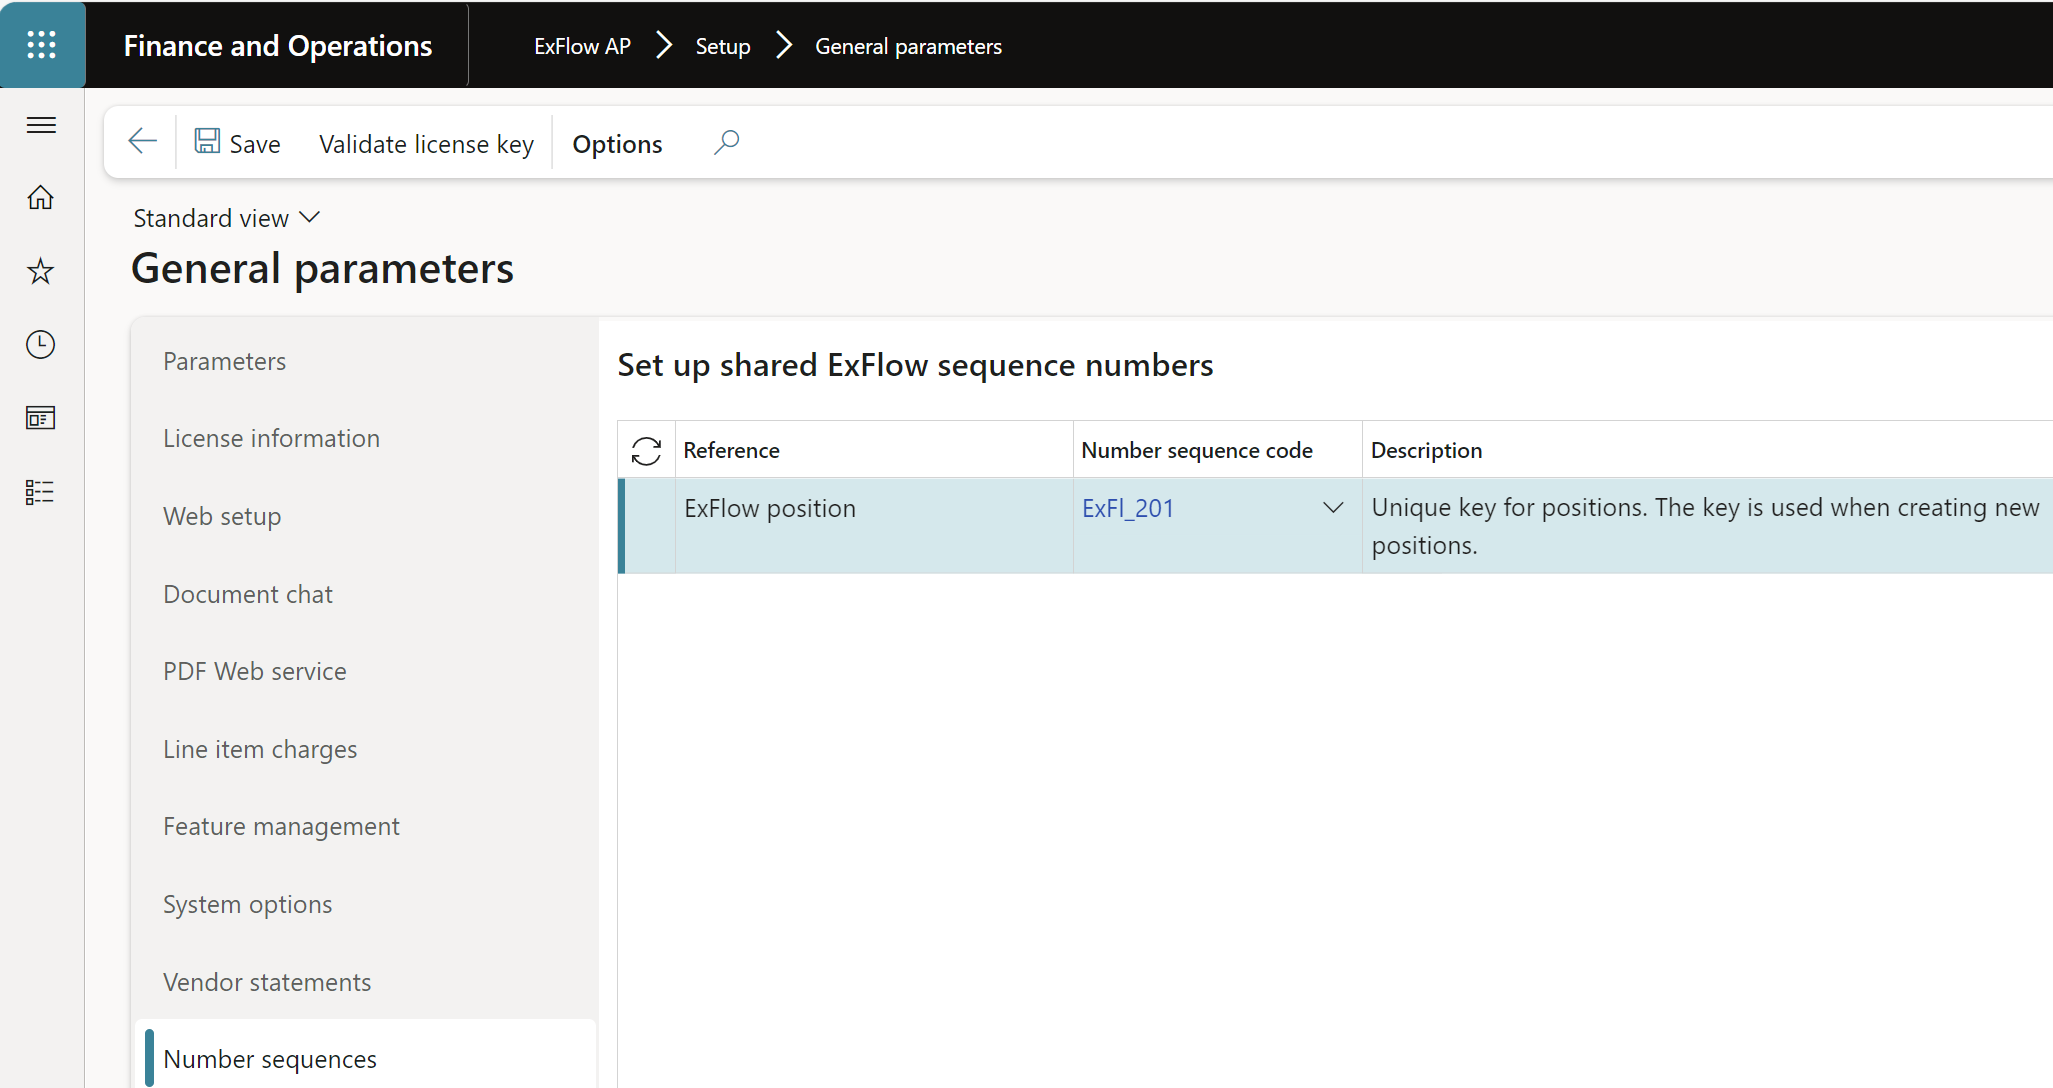 Finance and Operations
ExFlow AP
Setup
General parameters
Save
Validate license key
Options
Standard view
General parameters
Parameters
License information
Web setup
Document chat
PDF Web service
Line item charges
Feature management
System options
Vendor statements
Number sequences
Set up shared ExFlow sequence numbers
Reference
Number sequence code
Description
ExFlow position
ExFl_201
Unique key for positions. The key is used when creating new
positions.